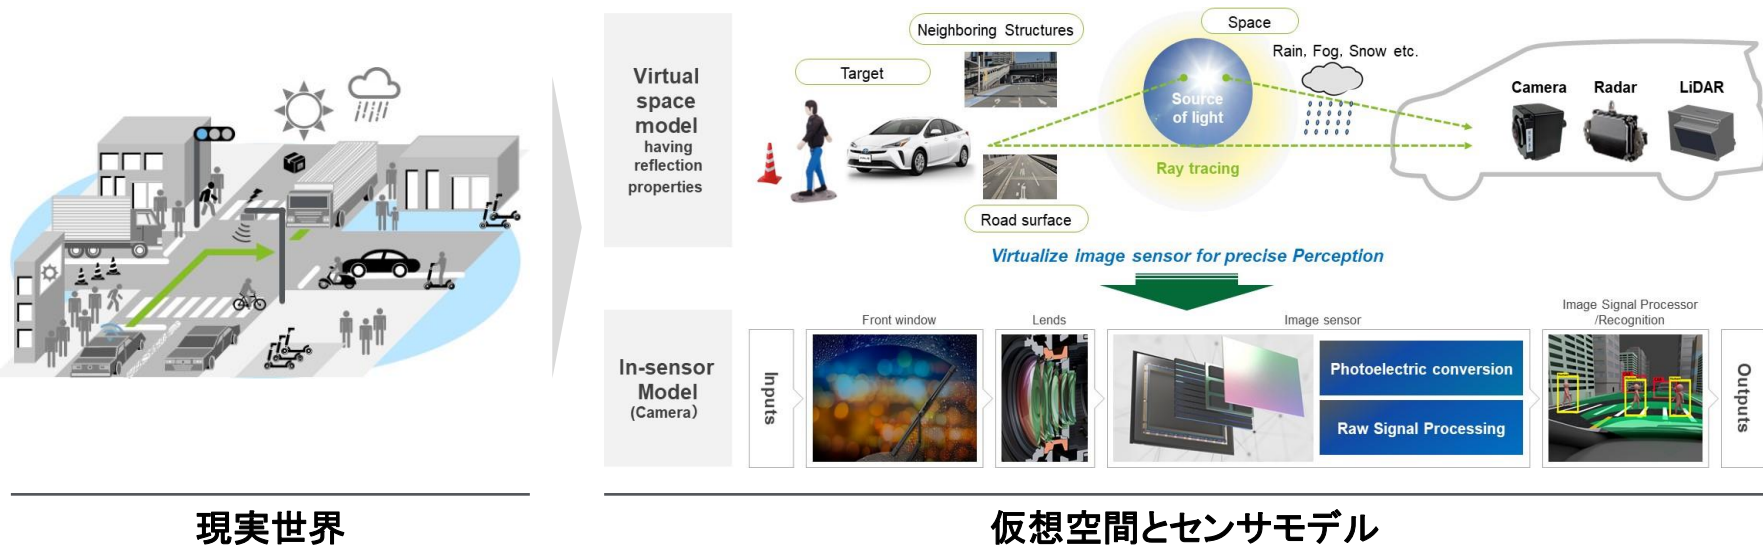 Virtual
space
model
having
reflection
properties
Target
Neighboring Structures
Space
Rain, Fog, Snow etc.
Source
of light
Ray tracing
Road surface
Camera
Radar
LiDAR
Virtualize image sensor for precise Perception
In-sensor
Model
(Camera)
Inputs
Front window
Lends
Image sensor
Photoelectric conversion
Raw Signal Processing
Image Signal Processor
/Recognition
Outputs
現実世界
仮想空間とセンサモデル